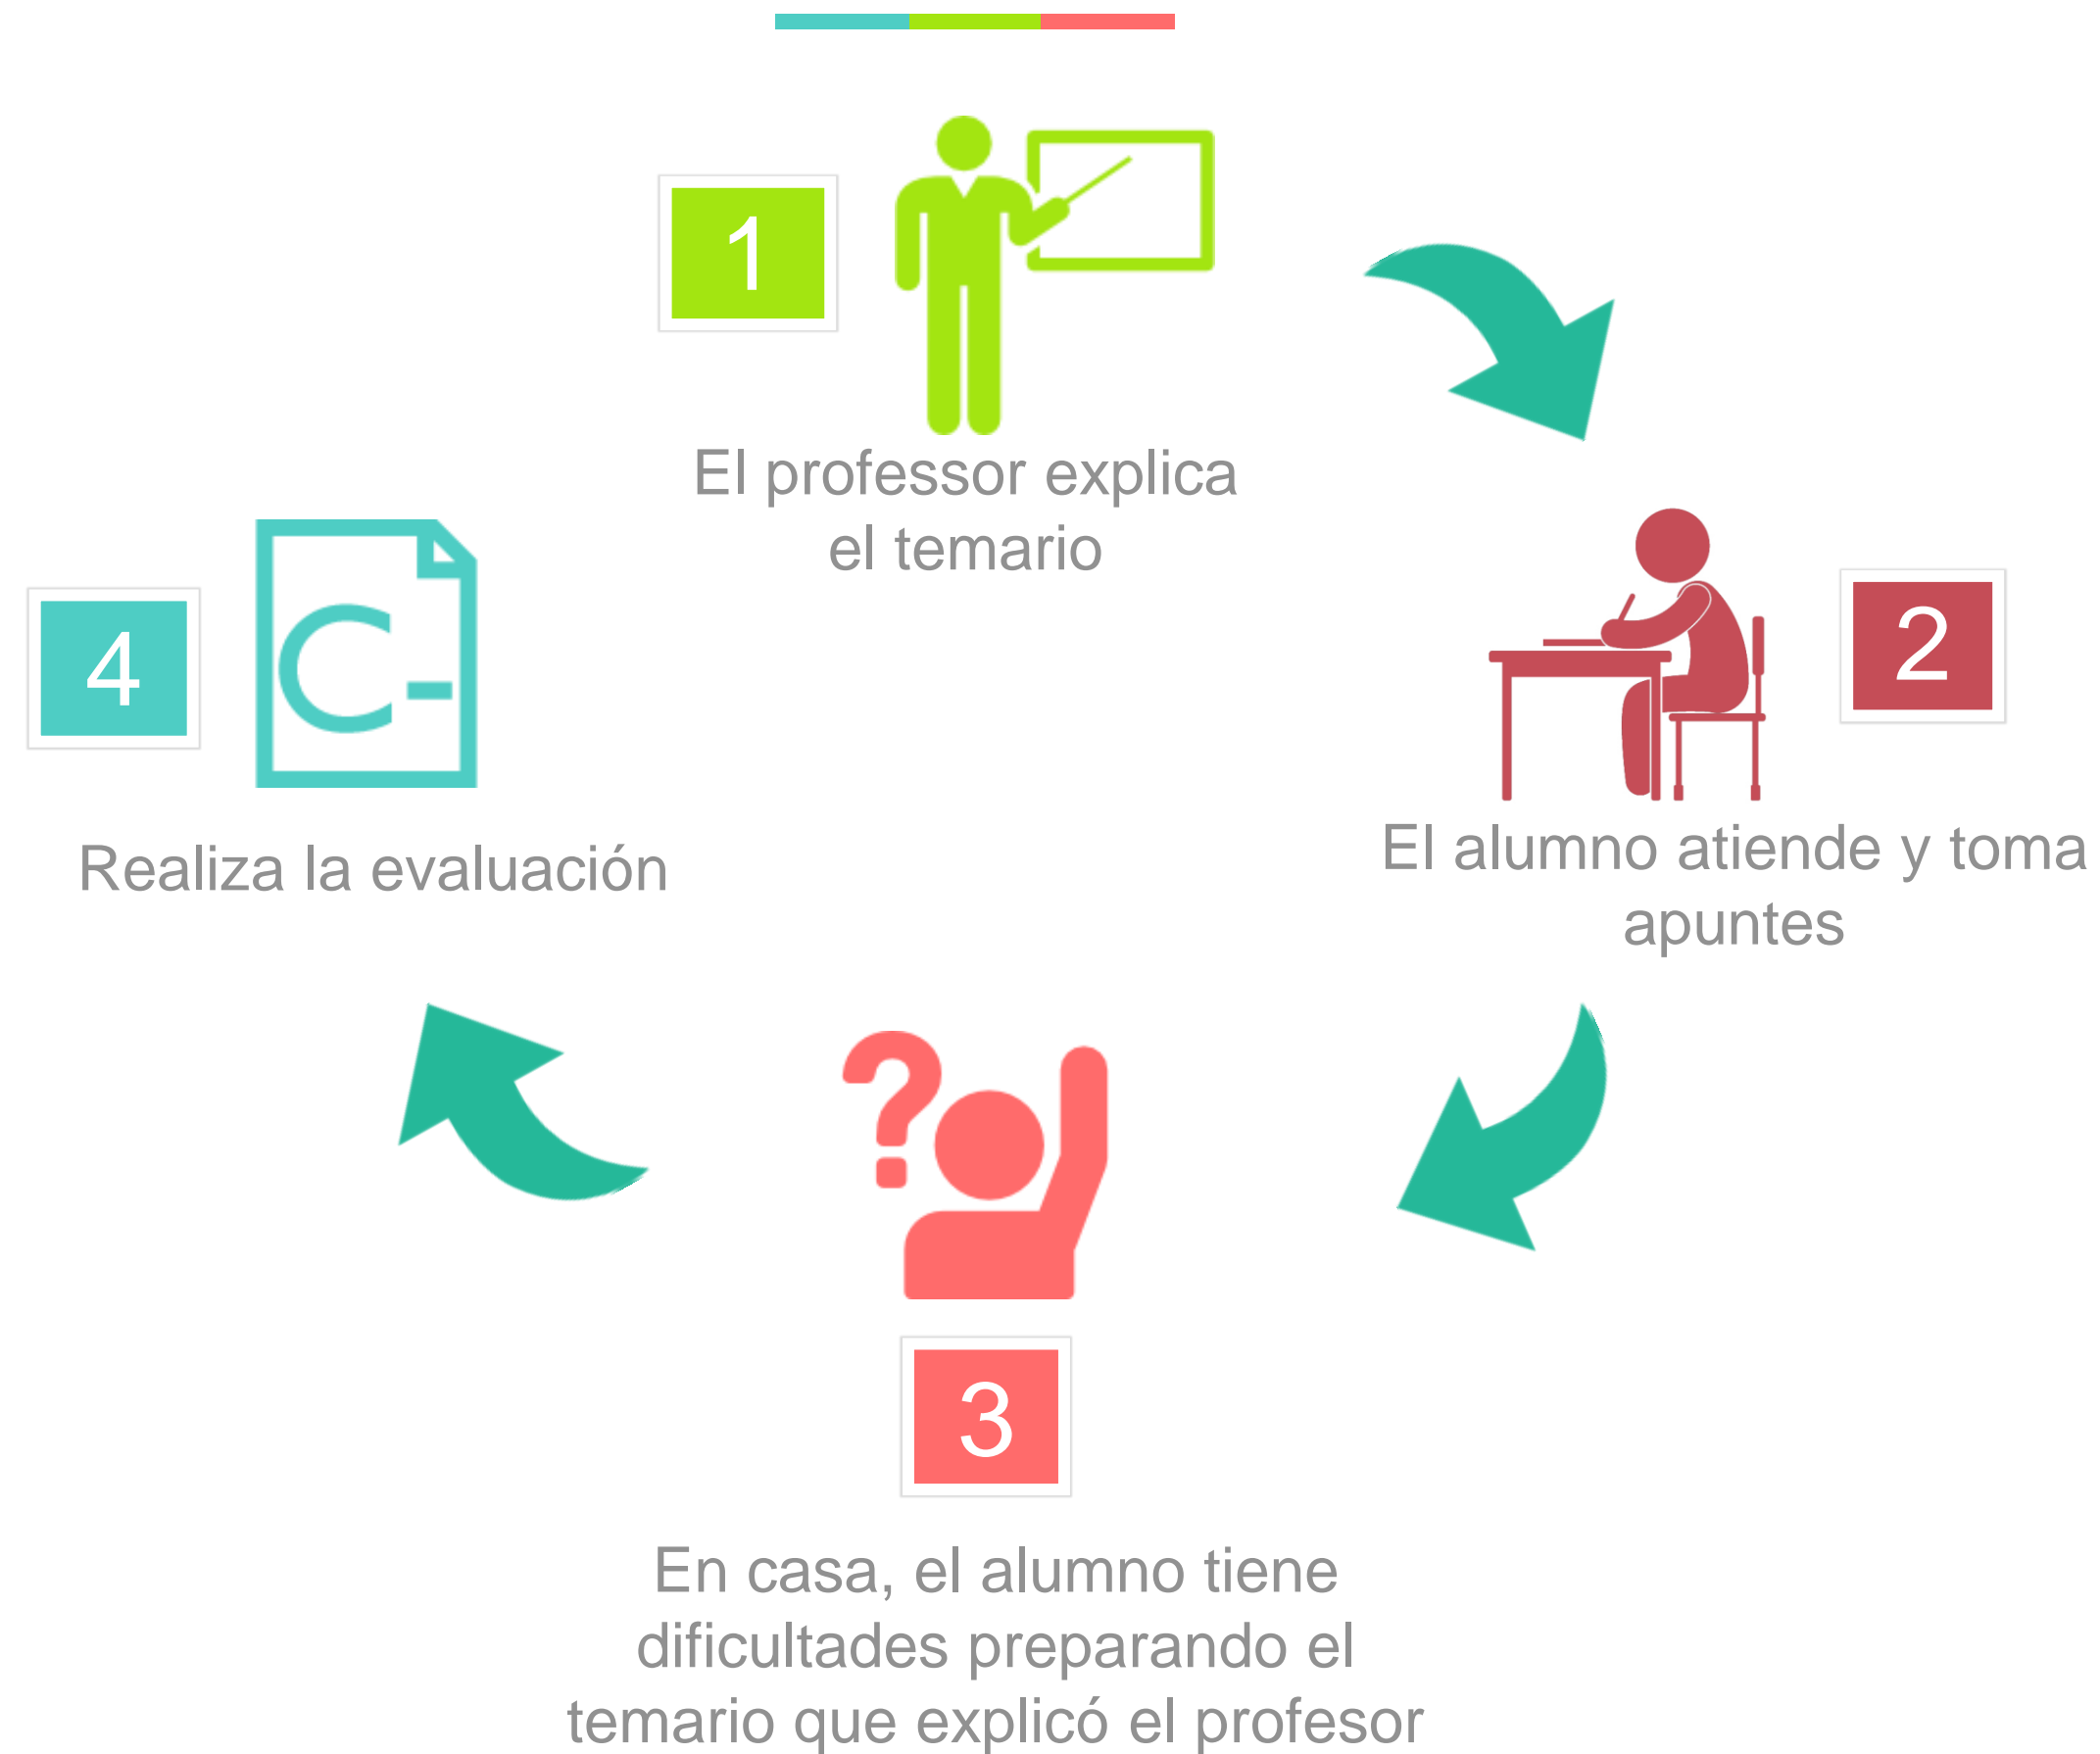 1
El professor explica
el temario
2
El alumno atiende y toma
apuntes
3
En casa, el alumno tiene
dificultades preparando el
temario que explicó el profesor
4
C-
Realiza la evaluación